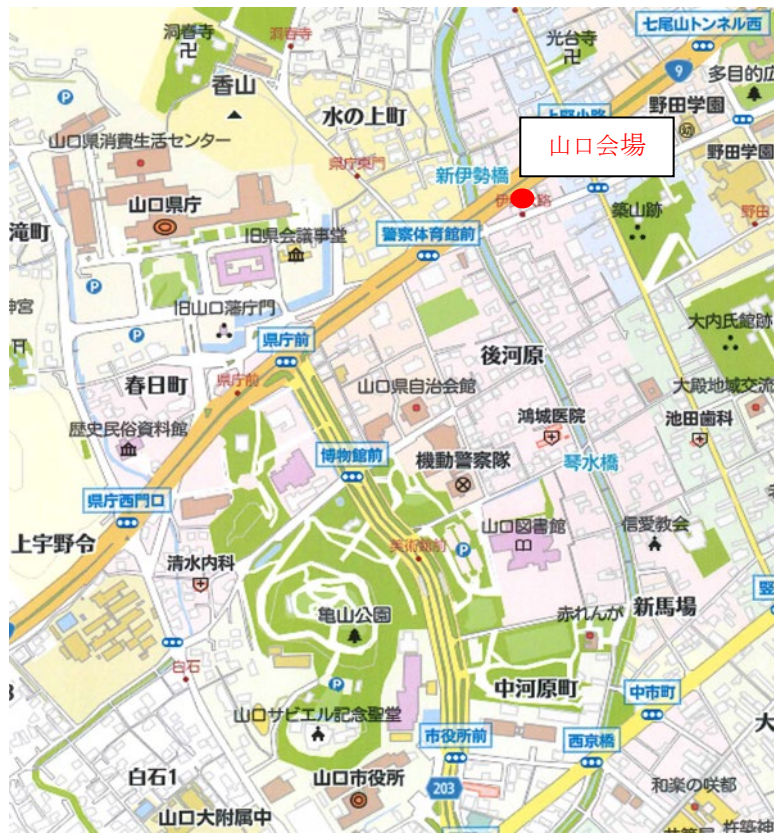 七尾山トンネル西
洞春寺
洞春寺
光台寺
9
香山
多目的広
水の上町
上野小路
野田学園
山口県消費生活センター
山口会場
県庁東門
新伊勢橋
野田学園
山口県庁
築山跡
野田
滝町
旧県会議事堂
警察体育館前
神宮
旧山口藩庁門
大内氏館跡
県庁前
後河原
春日町
県庁前
山口県自治会館
大殿地域交流
鴻城医院
池田歯科
歴史民俗資料館
博物館前
機動警察隊
琴水橋
県庁西門口
山口図書館
信愛教会
上宇野令
美術館前
清水内科
竪
亀山公園
赤れんが
新馬場
白石
中河原町
中市町
山口サビエル記念聖堂
市役所前
西京橋
大
白石1
山口市役所
203
和楽の咲都
山口大附属中
杵築神